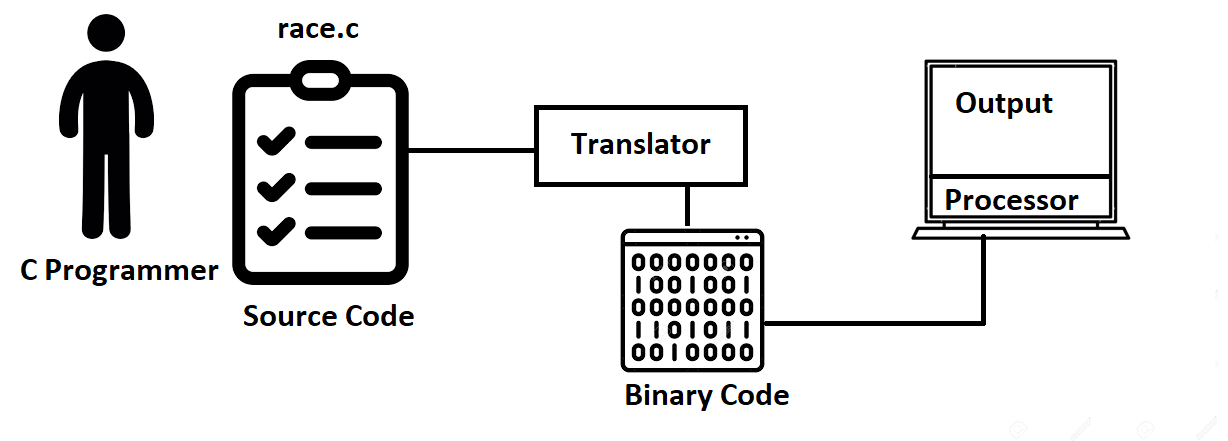 race.c
C Programmer
Source Code
Translator
0000000
1001001
0000000
1101011
0010000
Binary Code
Output
Processor